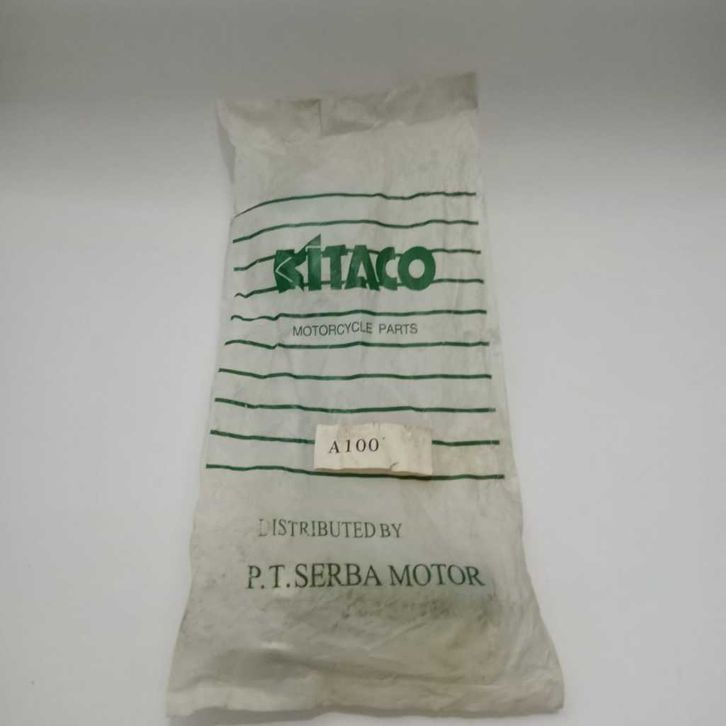 KITACO
MOTORCYCLE PARTS
A100
DISTRIBUTED BY
P.T.SERBA MOTOR